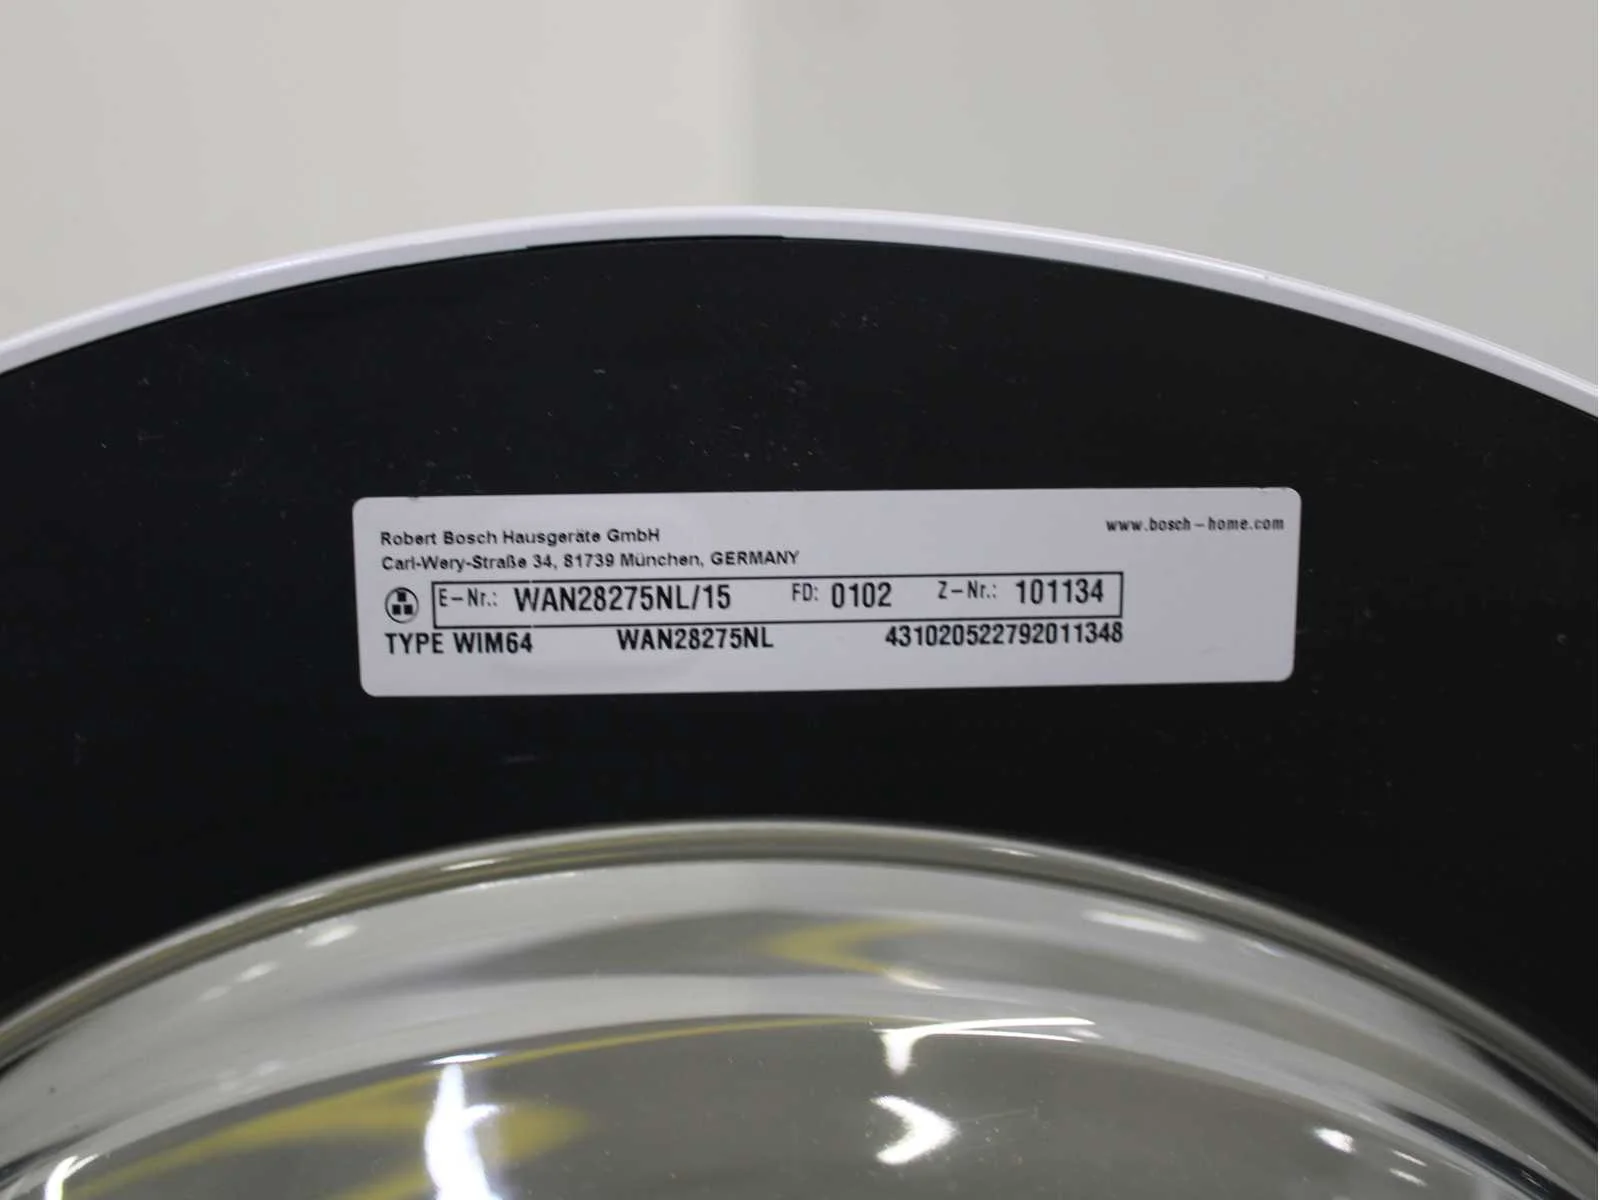 Robert Bosch Hausgeräte GmbH
www.bosch-home.com
Carl-Wery-Straße 34, 81739 München, GERMANY
E-Nr.: WAN28275NL/15 FD: 0102 Z-Nr.: 101134
TYPE WIM64 WAN28275NL 431020522792011348